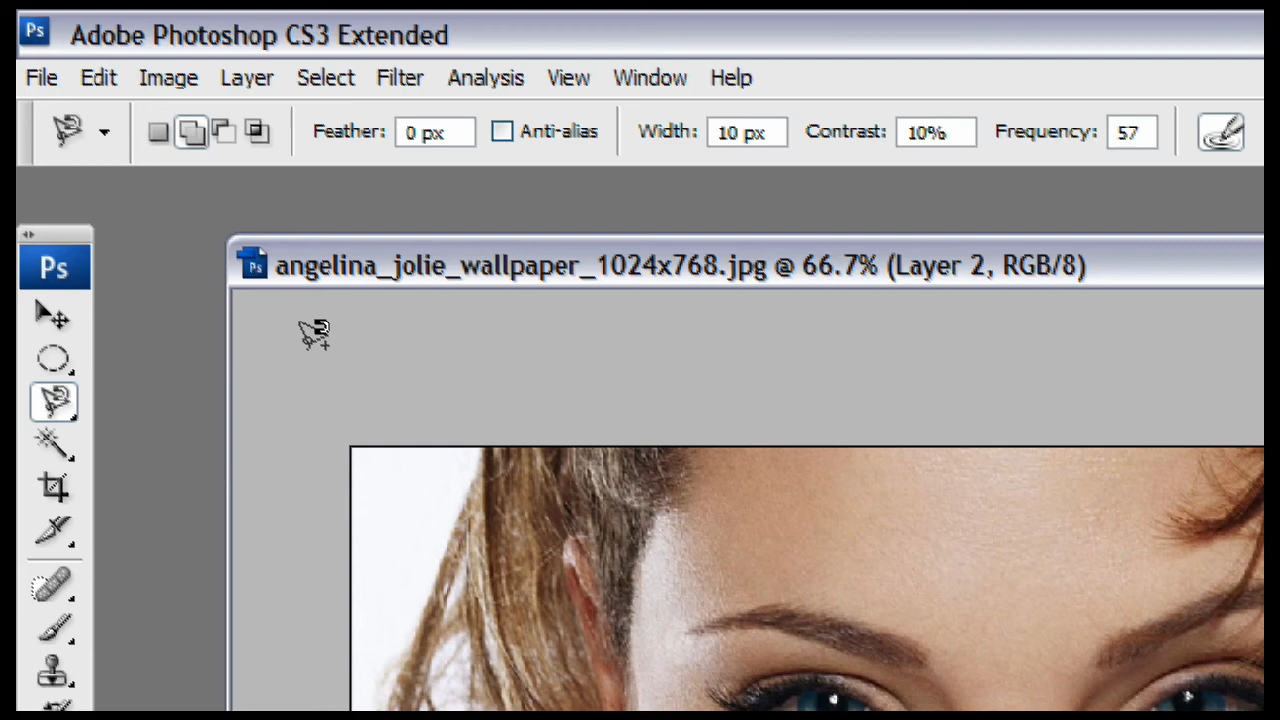 Ps Adobe Photoshop CS3 Extended
File Edit Image Layer Select Filter Analysis View Window Help
Feather: 0 px Anti-alias Width: 10 px Contrast: 10% Frequency: 57
Ps
Ps angelina_jolie_wallpaper_1024x768.jpg @ 66.7% (Layer 2, RGB/8)